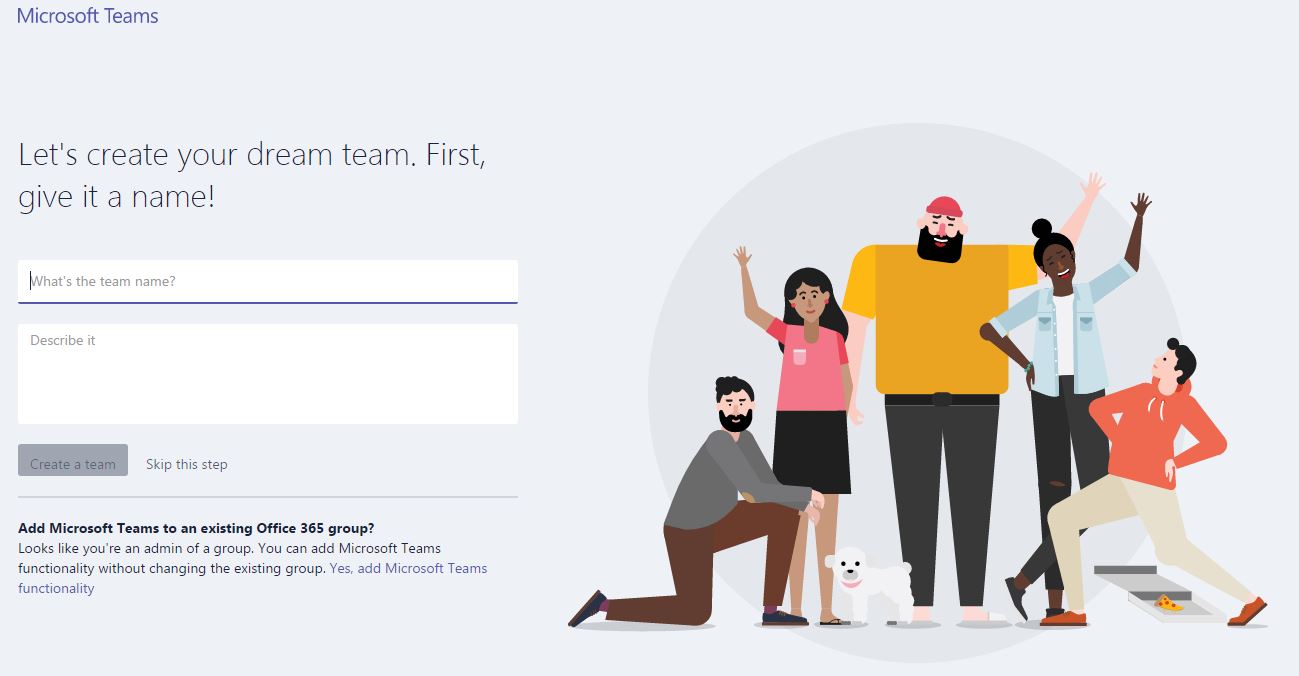 Microsoft Teams
Let's create your dream team. First,
give it a name!
What's the team name?
Describe it
Create a team Skip this step
Add Microsoft Teams to an existing Office 365 group?
Looks like you're an admin of a group. You can add Microsoft Teams
functionality without changing the existing group. Yes, add Microsoft Teams
functionality